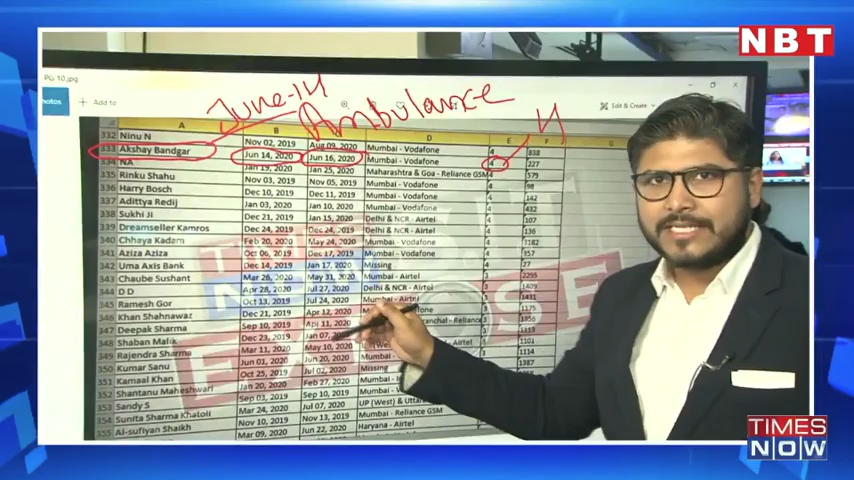 NBT
PG 10.jpg
hotos
+ Add to
Edit & Create
June-14
Ambulance
4
A B D E F G
332 Ninu N Nov 02, 2019 Aug 09, 2020 Mumbai - Vodafone 4 838
333 Akshay Bandgar Jun 14, 2020 Jun 16, 2020 Mumbai - Vodafone 4 227
334 NA Jan 19, 2020 Jan 25, 2020 Maharashtra & Goa - Reliance GSM 4 579
335 Rinku Shahu Nov 03, 2019 Nov 05, 2019 Mumbai - Vodafone 4 98
336 Harry Bosch Dec 10, 2019 Dec 11, 2019 Mumbai - Vodafone 4 142
337 Adittya Redij Jan 03, 2020 Jan 10, 2020 Mumbai - Vodafone 4 432
338 Sukhi Ji Dec 21, 2019 Jan 15, 2020 Delhi & NCR - Airtel 4 107
339 Dreamseller Kamros Dec 24, 2019 Dec 24, 2019 Delhi & NCR - Airtel 4 136
340 Chhaya Kadam Feb 20, 2020 May 24, 2020 Mumbai - Vodafone 4 3182
341 Aziza Aziza Oct 06, 2019 Dec 17, 2019 Mumbai - Vodafone 4 357
342 Uma Axis Bank Dec 14, 2019 Jan 17, 2020 Missing 4 27
343 Chaube Sushant Mar 26, 2020 May 31, 2020 Mumbai - Airtel 3 2295
344 D D Apr 28, 2020 Jul 27, 2020 Delhi & NCR - Airtel 3 1409
345 Ramesh Gor Oct 13, 2019 Jul 24, 2020 Mumbai - Airtel 3 1431
346 Khan Shahnawaz Dec 21, 2019 Apr 12, 2020 fone 3 1175
347 Deepak Sharma Sep 10, 2019 Apr 11, 2020 ranchal - Reliance 3 1356
348 Shaban Malik Dec 23, 2019 Jan 07, 3 1319
349 Rajendra Sharma Mar 11, 2020 May 10, 2020 (West) 3 1101
350 Kumar Sanu Jun 01, 2020 Jun 20, 2020 Mumbai 1114
351 Kamaal Khan Oct 25, 2019 Jul 02, 2020 Missing 1387
352 Shantanu Maheshwari Jan 20, 2020 Feb 27, 2020 Mumbai
353 Sandy S Sep 03, 2019 Sep 10, 2019 Mumbai
354 Sunita Sharma Khatoli Mar 24, 2020 Jul 07, 2020 UP (West) & Uttara
355 Al-sufiyan Shaikh Nov 10, 2019 Nov 13, 2019 Mumbai - Reliance GSM
Mar 09, 2020 Jun 22, 2020 Haryana - Airtel
TIMES
NOW